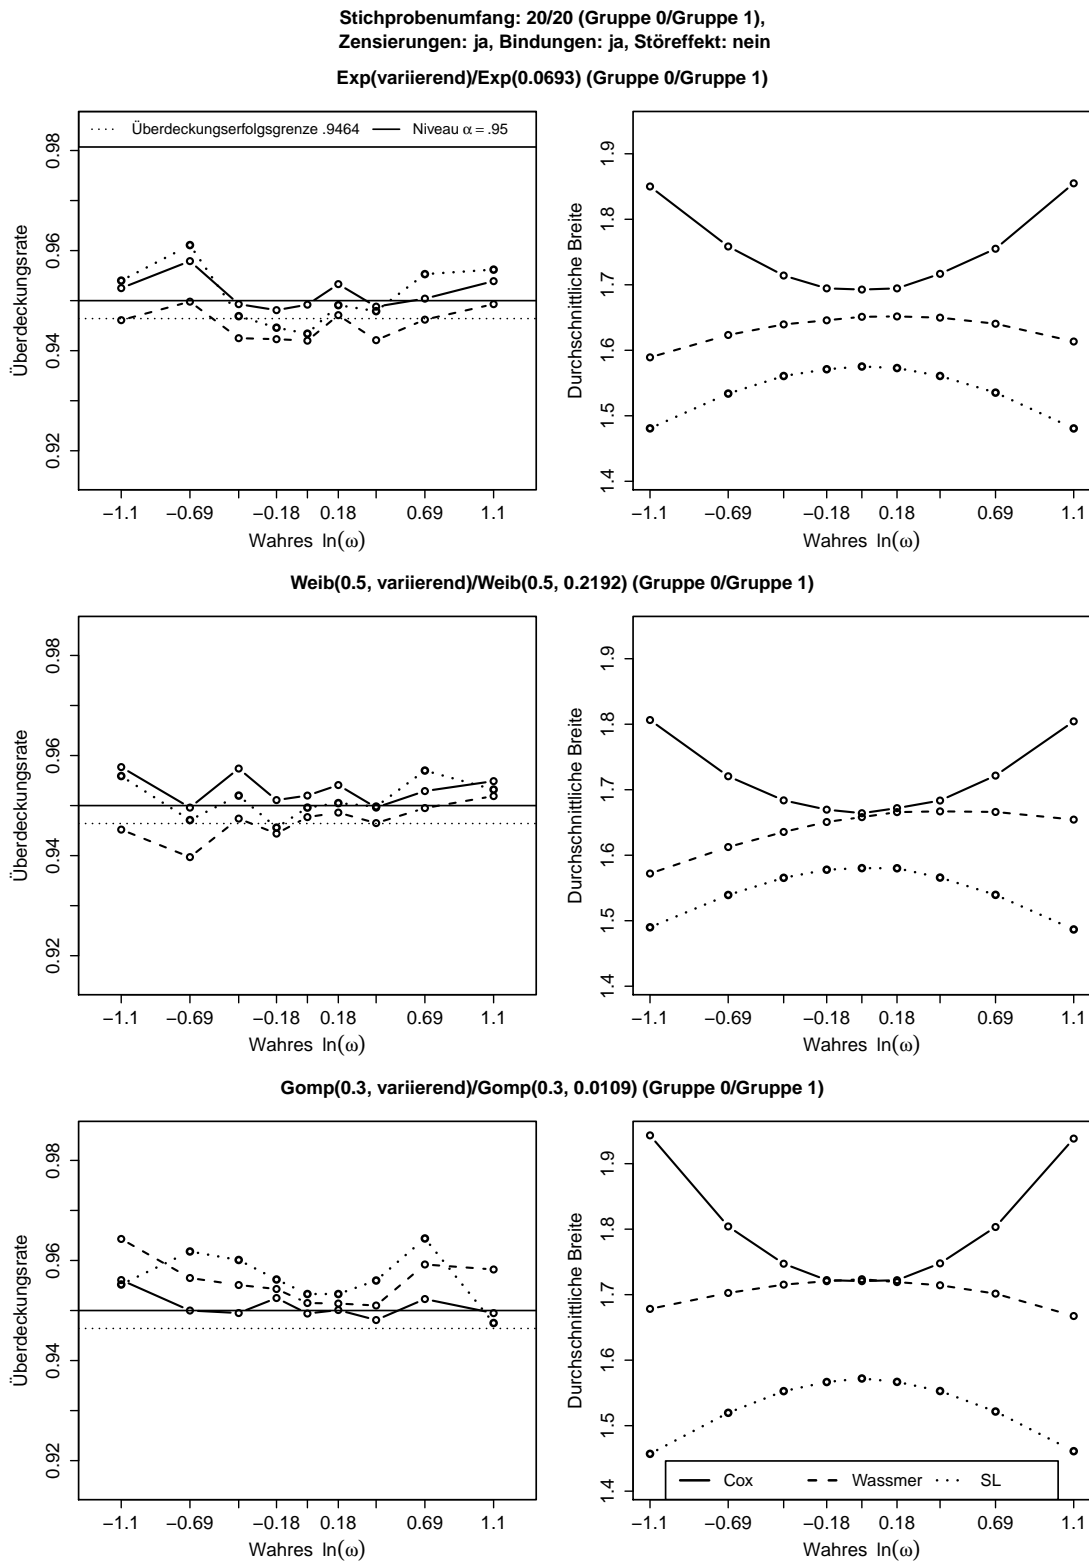 Stichprobenumfang: 20/20 (Gruppe 0/Gruppe 1),
Zensierungen: ja, Bindungen: ja, Störeffekt: nein
Exp(variierend)/Exp(0.0693) (Gruppe 0/Gruppe 1)
Überdeckungserfolgsgrenze .9464 Niveau α = .95
Überdeckungsrate
0.98
0.96
0.94
0.92
−1.1 −0.69 −0.18 0.18 0.69 1.1
Wahres ln(ω)
Durchschnittliche Breite
1.9
1.8
1.7
1.6
1.5
1.4
−1.1 −0.69 −0.18 0.18 0.69 1.1
Wahres ln(ω)
Weib(0.5, variierend)/Weib(0.5, 0.2192) (Gruppe 0/Gruppe 1)
Überdeckungsrate
0.98
0.96
0.94
0.92
−1.1 −0.69 −0.18 0.18 0.69 1.1
Wahres ln(ω)
Durchschnittliche Breite
1.9
1.8
1.7
1.6
1.5
1.4
−1.1 −0.69 −0.18 0.18 0.69 1.1
Wahres ln(ω)
Gomp(0.3, variierend)/Gomp(0.3, 0.0109) (Gruppe 0/Gruppe 1)
Überdeckungsrate
0.98
0.96
0.94
0.92
−1.1 −0.69 −0.18 0.18 0.69 1.1
Wahres ln(ω)
Durchschnittliche Breite
1.9
1.8
1.7
1.6
1.5
1.4
Cox Wassmer SL
−1.1 −0.69 −0.18 0.18 0.69 1.1
Wahres ln(ω)